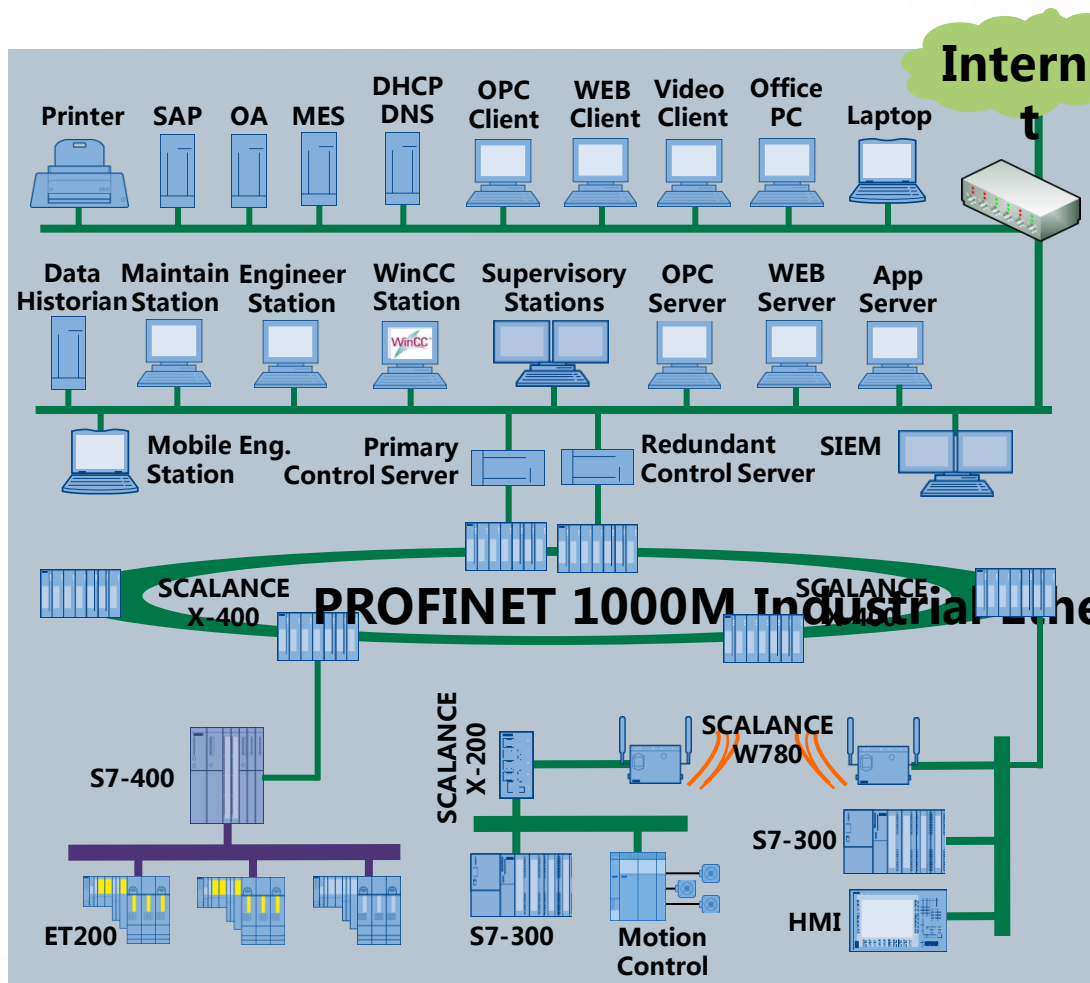 Intern
t
Printer
SAP
OA
MES
DHCP
DNS
OPC
Client
WEB
Client
Video
Client
Office
PC
Laptop
Data
Historian
Maintain
Station
Engineer
Station
WinCC
Station
WinCC
Supervisory
Stations
OPC
Server
WEB
Server
App
Server
Mobile Eng.
Station
Primary
Control Server
Redundant
Control Server
SIEM
SCALANCE
X-400
PROFINET 1000M Industrial Ethe
SCALANCE
X-400
S7-400
SCALANCE
X-200
SCALANCE
W780
S7-300
HMI
ET200
S7-300
Motion
Control